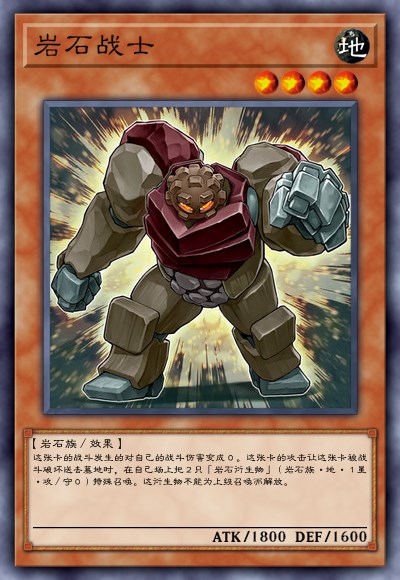 岩石战士
地
【岩石族/效果】
这张卡的战斗发生的对自己的战斗伤害变成0。这张卡的攻击让这张卡被战
斗破坏送去墓地时，在自己场上把2只「岩石衍生物」（岩石族·地·1星
·攻/守0）特殊召唤。这衍生物不能为上级召唤而解放。
ATK/1800 DEF/1600